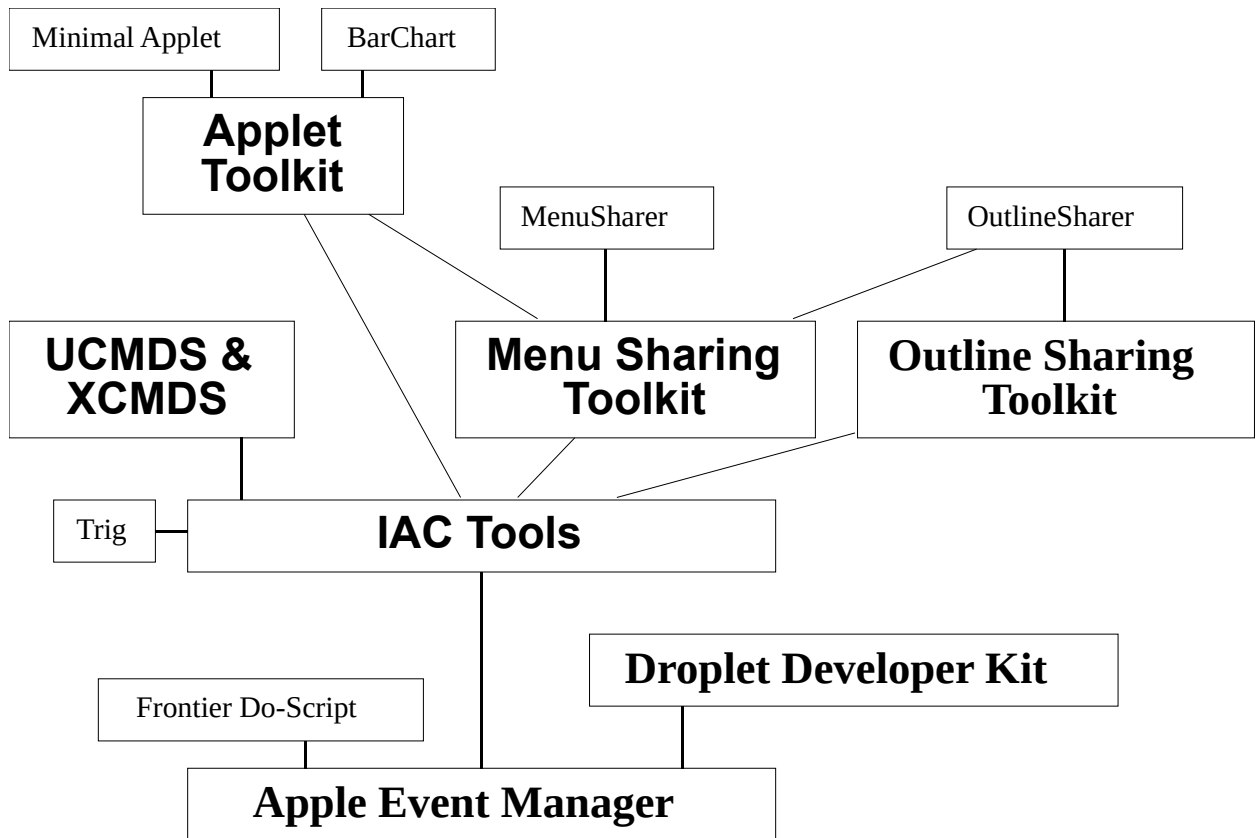 Minimal Applet
BarChart
Applet
Toolkit
MenuSharer
OutlineSharer
UCMDS &
XCMDS
Menu Sharing
Toolkit
Outline Sharing
Toolkit
Trig
IAC Tools
Droplet Developer Kit
Frontier Do-Script
Apple Event Manager